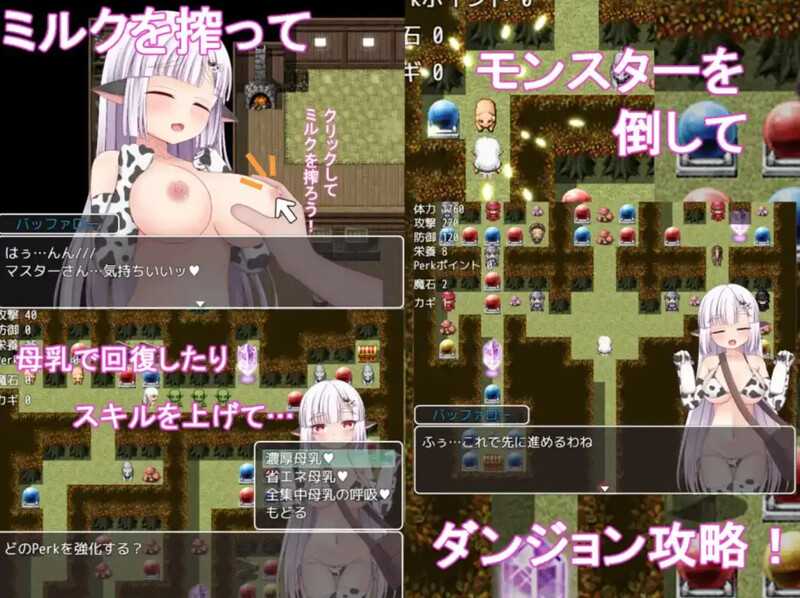 ミルクを搾って
クリックして
ミルクを搾ろう！
バッファロー
はぅ…んん///
マスターさん…気持ちいいッ♥
攻撃 40
防御 0
母乳で回復したり
魔石 0
カギ 0
スキルを上げて…
濃厚母乳♥
省エネ母乳♥
全集中母乳の呼吸♥
もどる
どのPerkを強化する？
石 0
ギ 0
モンスターを
倒して
体力 1760
攻撃 270
防御 120
栄養 8
Perkポイント
魔石 2
カギ
バッファロー
ふぅ…これで先に進めるわね
ダンジョン攻略！